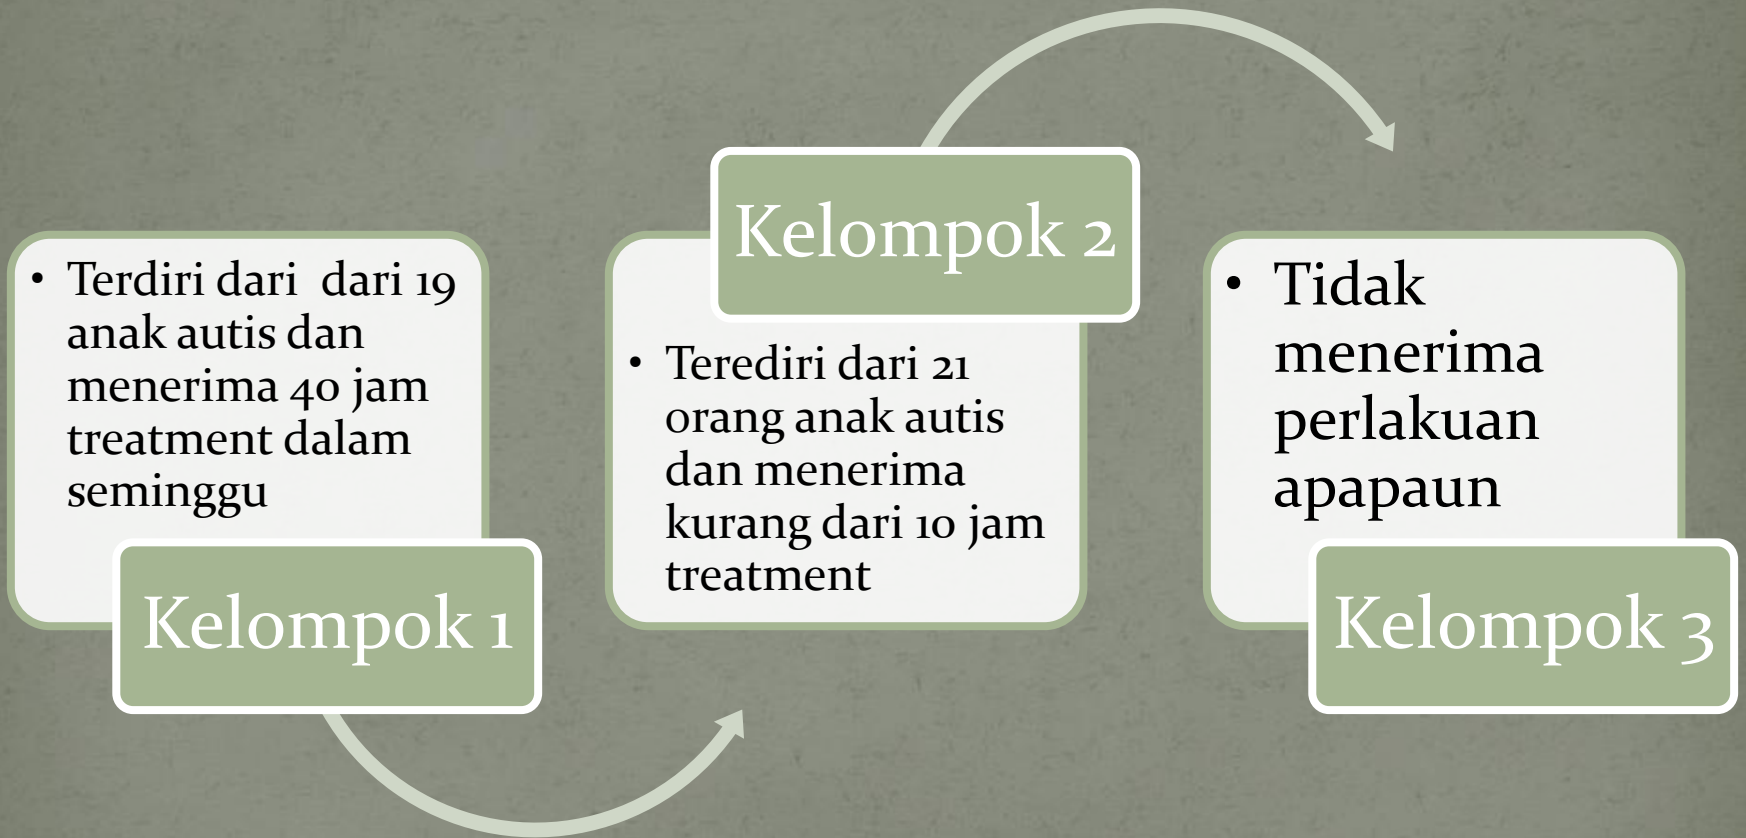 • Terdiri dari  dari 19
anak autis dan
menerima 40 jam
treatment dalam
seminggu
Kelompok 1
Kelompok 2
• Terediri dari 21
orang anak autis
dan menerima
kurang dari 10 jam
treatment
• Tidak
menerima
perlakuan
apapaun
Kelompok 3